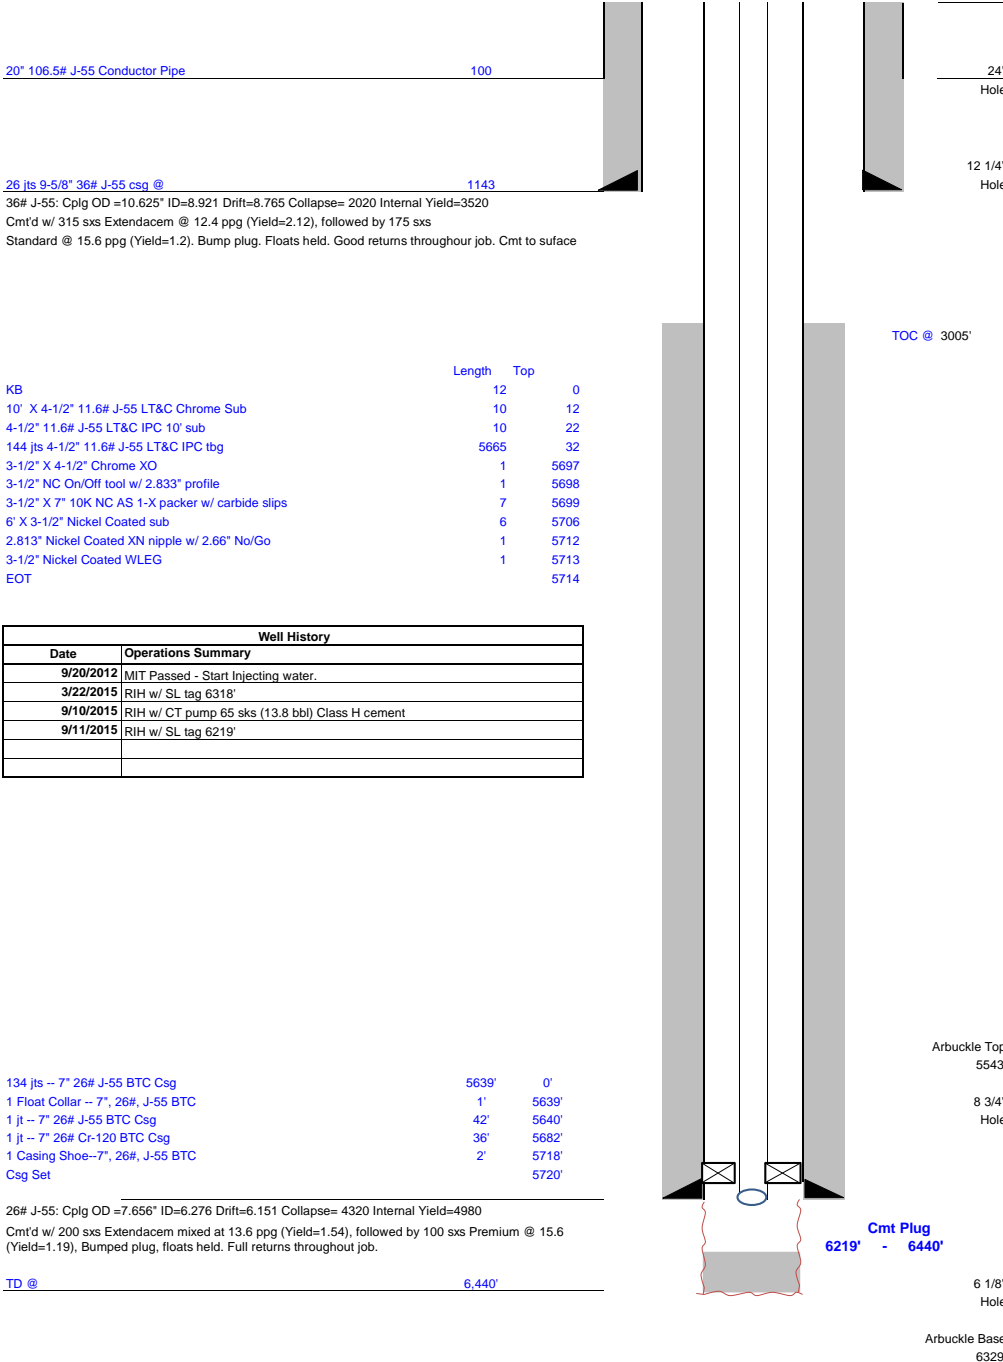 20" 106.5# J-55 Conductor Pipe 100 24"
Hole
12 1/4"
26 jts 9-5/8" 36# J-55 csg @ 1143 Hole
36# J-55: Cplg OD =10.625" ID=8.921 Drift=8.765 Collapse= 2020 Internal Yield=3520
Cmt'd w/ 315 sxs Extendacem @ 12.4 ppg (Yield=2.12), followed by 175 sxs
Standard @ 15.6 ppg (Yield=1.2). Bump plug. Floats held. Good returns throughour job. Cmt to suface
TOC @ 3005'
Length Top
KB 12 0
10' X 4-1/2" 11.6# J-55 LT&C Chrome Sub 10 12
4-1/2" 11.6# J-55 LT&C IPC 10' sub 10 22
144 jts 4-1/2" 11.6# J-55 LT&C IPC tbg 5665 32
3-1/2" X 4-1/2" Chrome XO 1 5697
3-1/2" NC On/Off tool w/ 2.833" profile 1 5698
3-1/2" X 7" 10K NC AS 1-X packer w/ carbide slips 7 5699
6' X 3-1/2" Nickel Coated sub 6 5706
2.813" Nickel Coated XN nipple w/ 2.66" No/Go 1 5712
3-1/2" Nickel Coated WLEG 1 5713
EOT 5714
Well History
Date Operations Summary
9/20/2012 MIT Passed - Start Injecting water.
3/22/2015 RIH w/ SL tag 6318'
9/10/2015 RIH w/ CT pump 65 sks (13.8 bbl) Class H cement
9/11/2015 RIH w/ SL tag 6219'
Arbuckle Top
5543
134 jts -- 7" 26# J-55 BTC Csg 5639' 0'
1 Float Collar -- 7", 26#, J-55 BTC 1' 5639'
8 3/4"
1 jt -- 7" 26# J-55 BTC Csg 42' 5640'
Hole
1 jt -- 7" 26# Cr-120 BTC Csg 36' 5682'
1 Casing Shoe--7", 26#, J-55 BTC 2' 5718'
Csg Set 5720'
26# J-55: Cplg OD =7.656" ID=6.276 Drift=6.151 Collapse= 4320 Internal Yield=4980
Cmt'd w/ 200 sxs Extendacem mixed at 13.6 ppg (Yield=1.54), followed by 100 sxs Premium @ 15.6
(Yield=1.19), Bumped plug, floats held. Full returns throughout job.
Cmt Plug
6219' - 6440'
TD @ 6,440' 6 1/8"
Hole
Arbuckle Base
6329